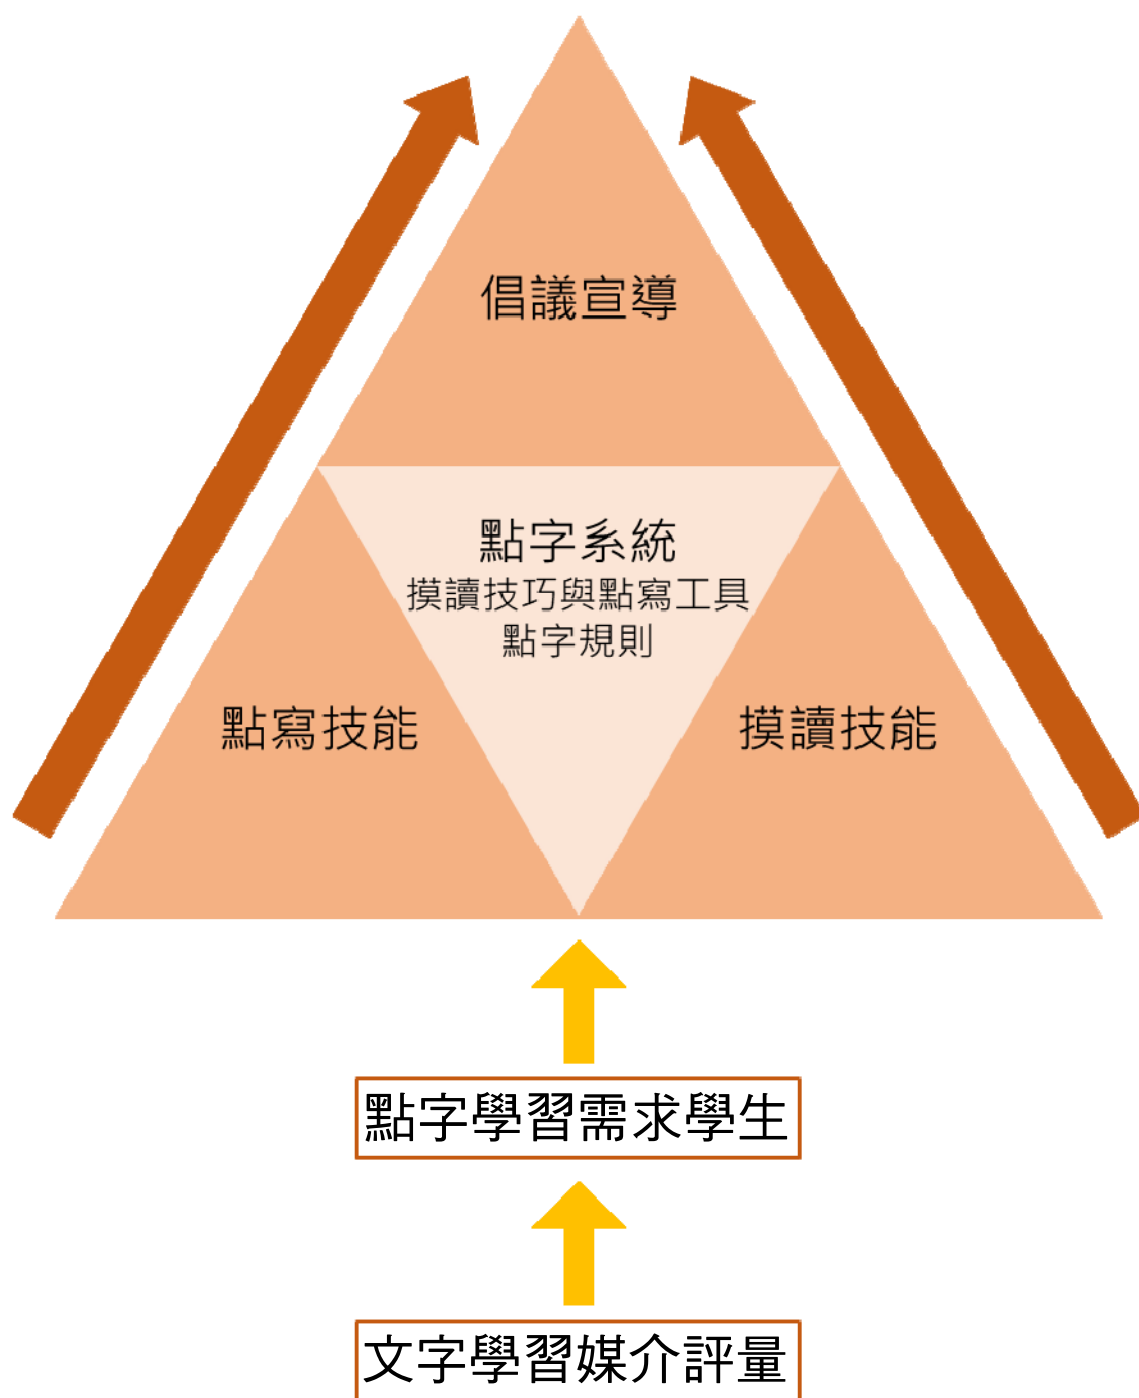 倡議宣導
點字系統
摸讀技巧與點寫工具
點字規則
點寫技能
摸讀技能
點字學習需求學生
文字學習媒介評量